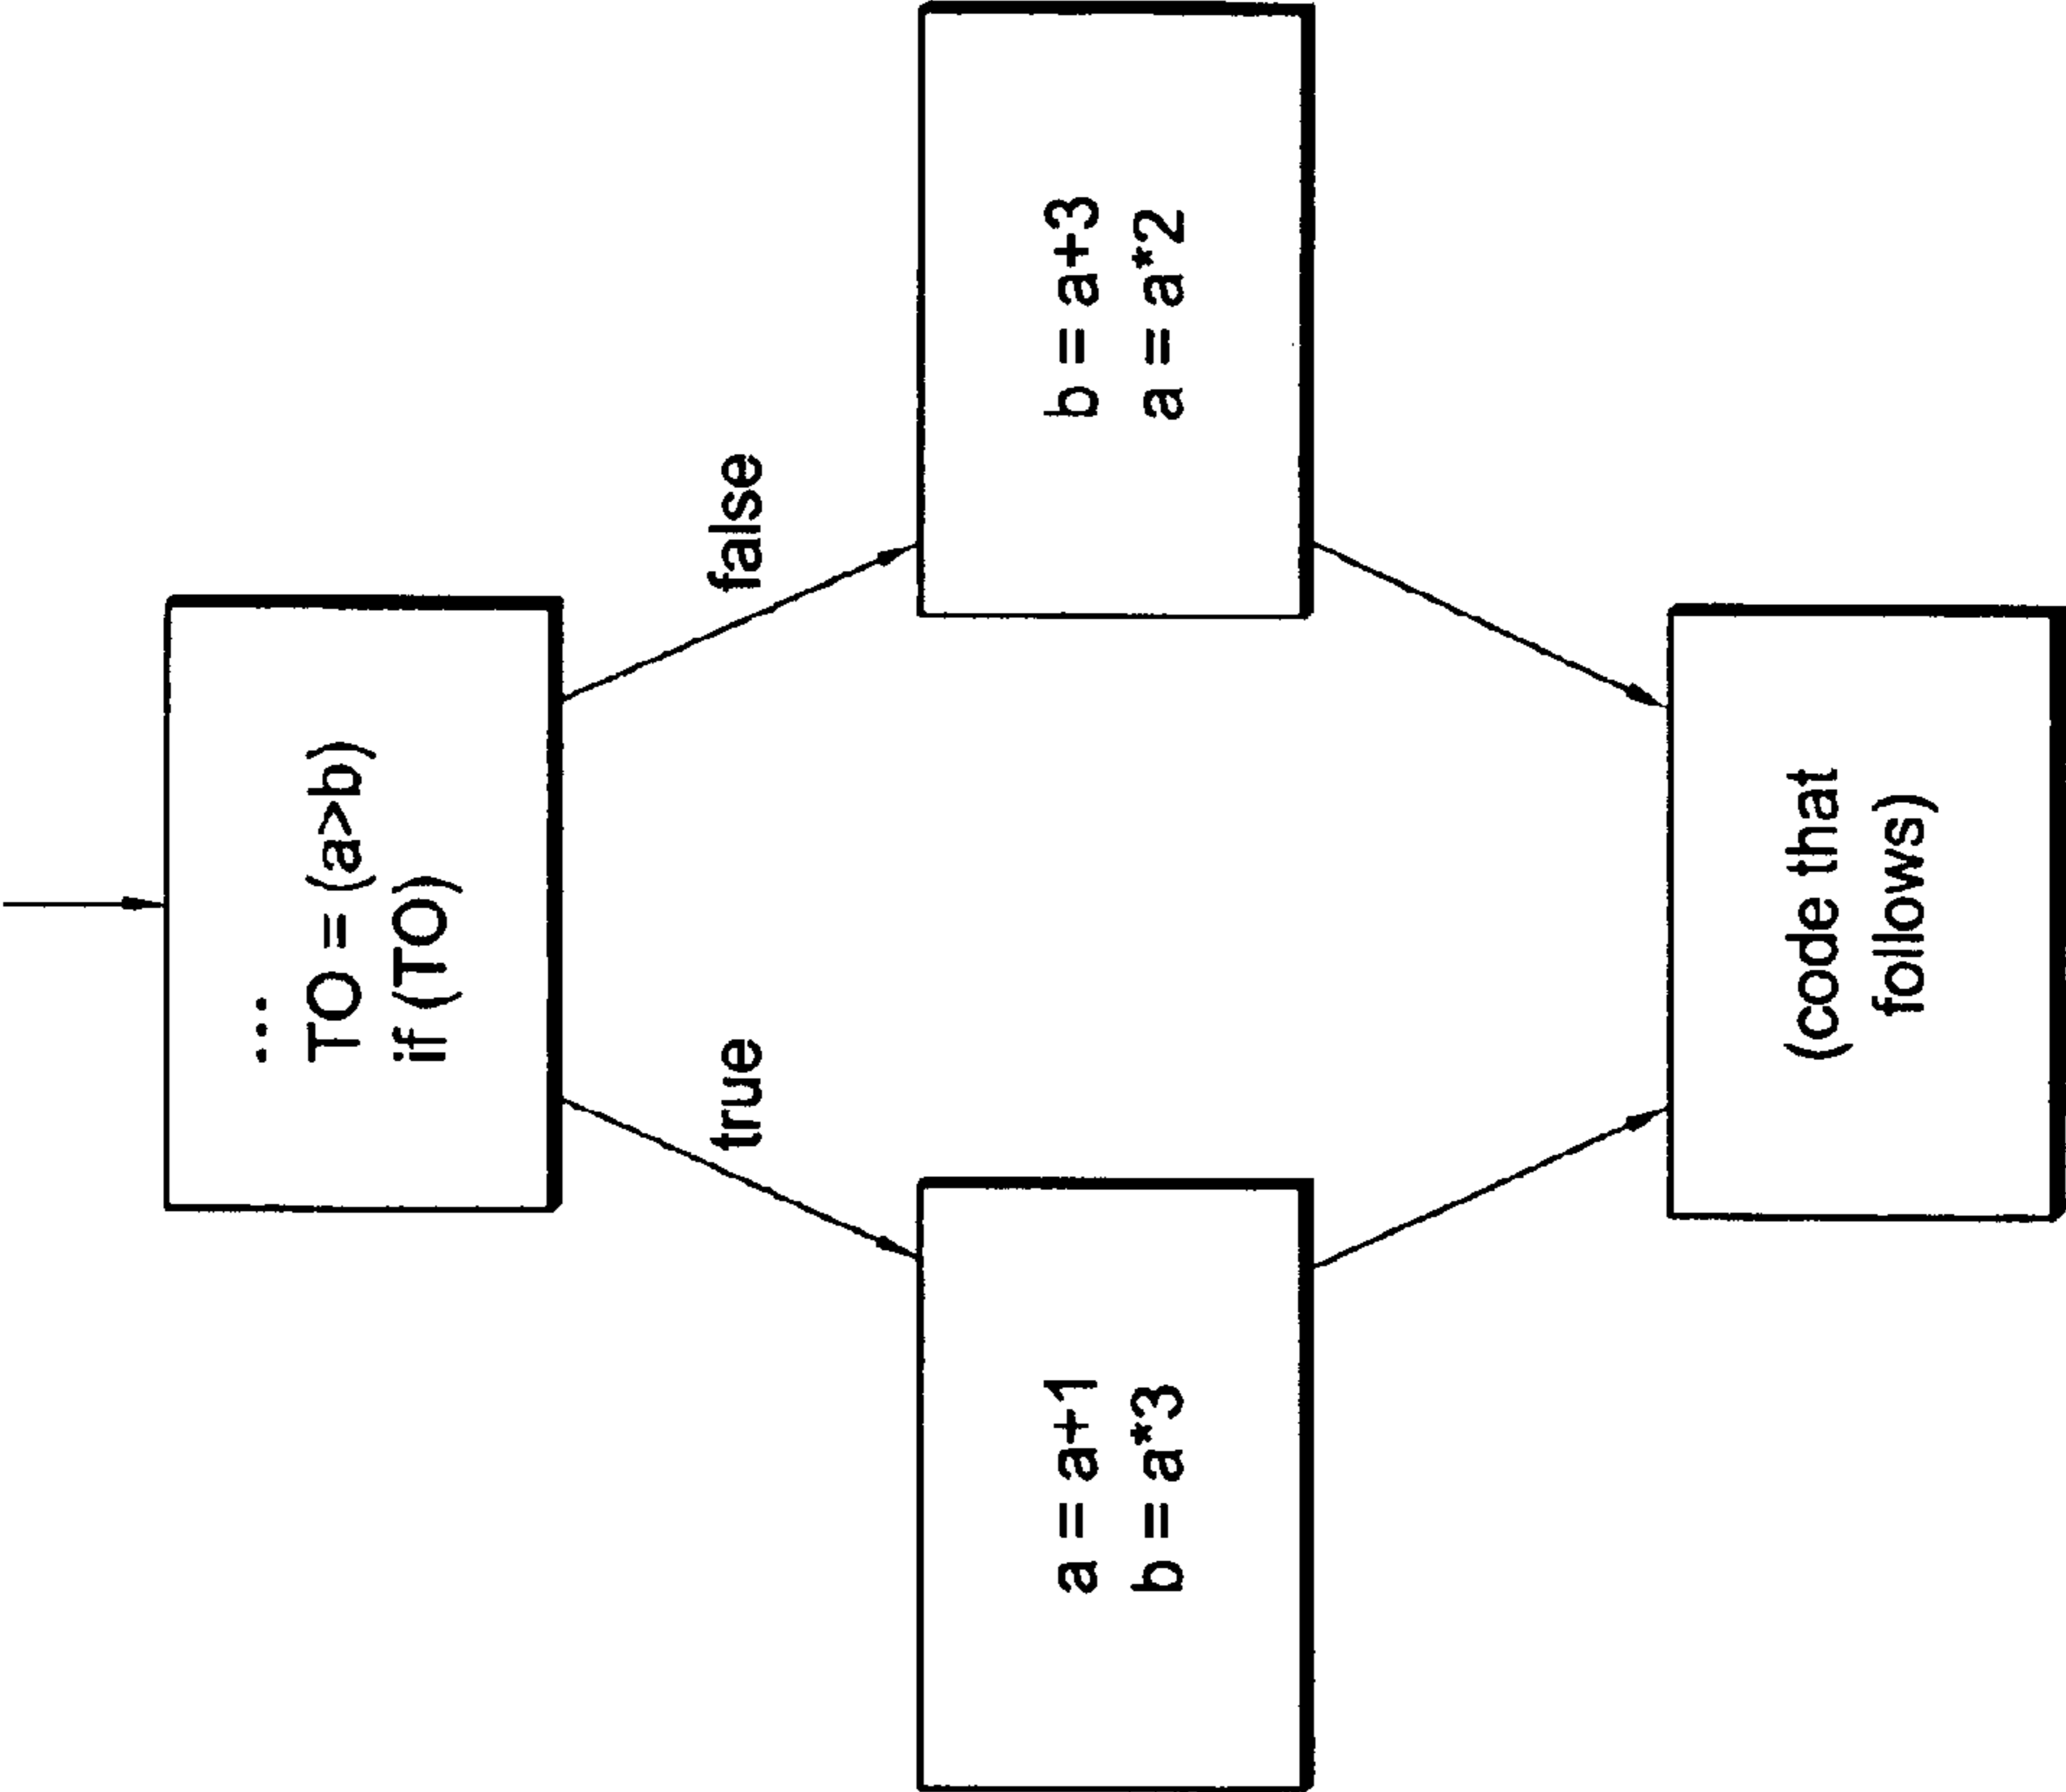 ...
TO = (a>b)
if (TO)
true
false
a = a+1
b = a*3
b = a+3
a = a*2
(code that
follows)